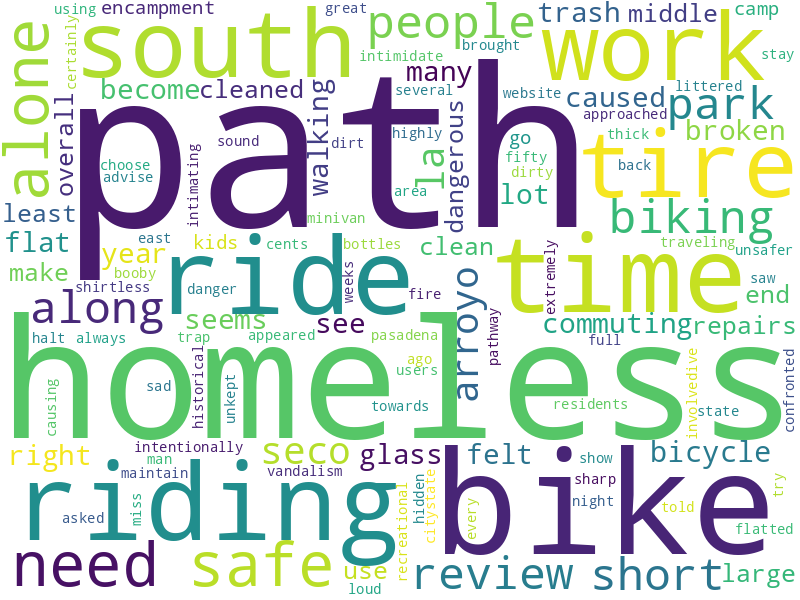 using encampment great camp
certainly south people trash middle
brought intimidate work stay
alone many
become cleaned several website caused littered park
overall path walking dangerous approached
sound dirt highly go thick broken
choose la fifty back tire
advise intimating area dirty
least lot
flat east kids minivan biking
make year cents bottles clean traveling unsafer
booby ride time saw
shirtless danger weeks fire extremely end
along seems see arroyo commuting repairs
halt always trap appeared pasadena pathway full
historical ago
homeless
users confronted
causing sad unkept towards residents state involvedive
right intentionally seco glass felt bicycle
man
maintain vandalism show
riding bike sharp
miss hidden night told try
asked recreational citystate every flatted
need safe use review short large
loud